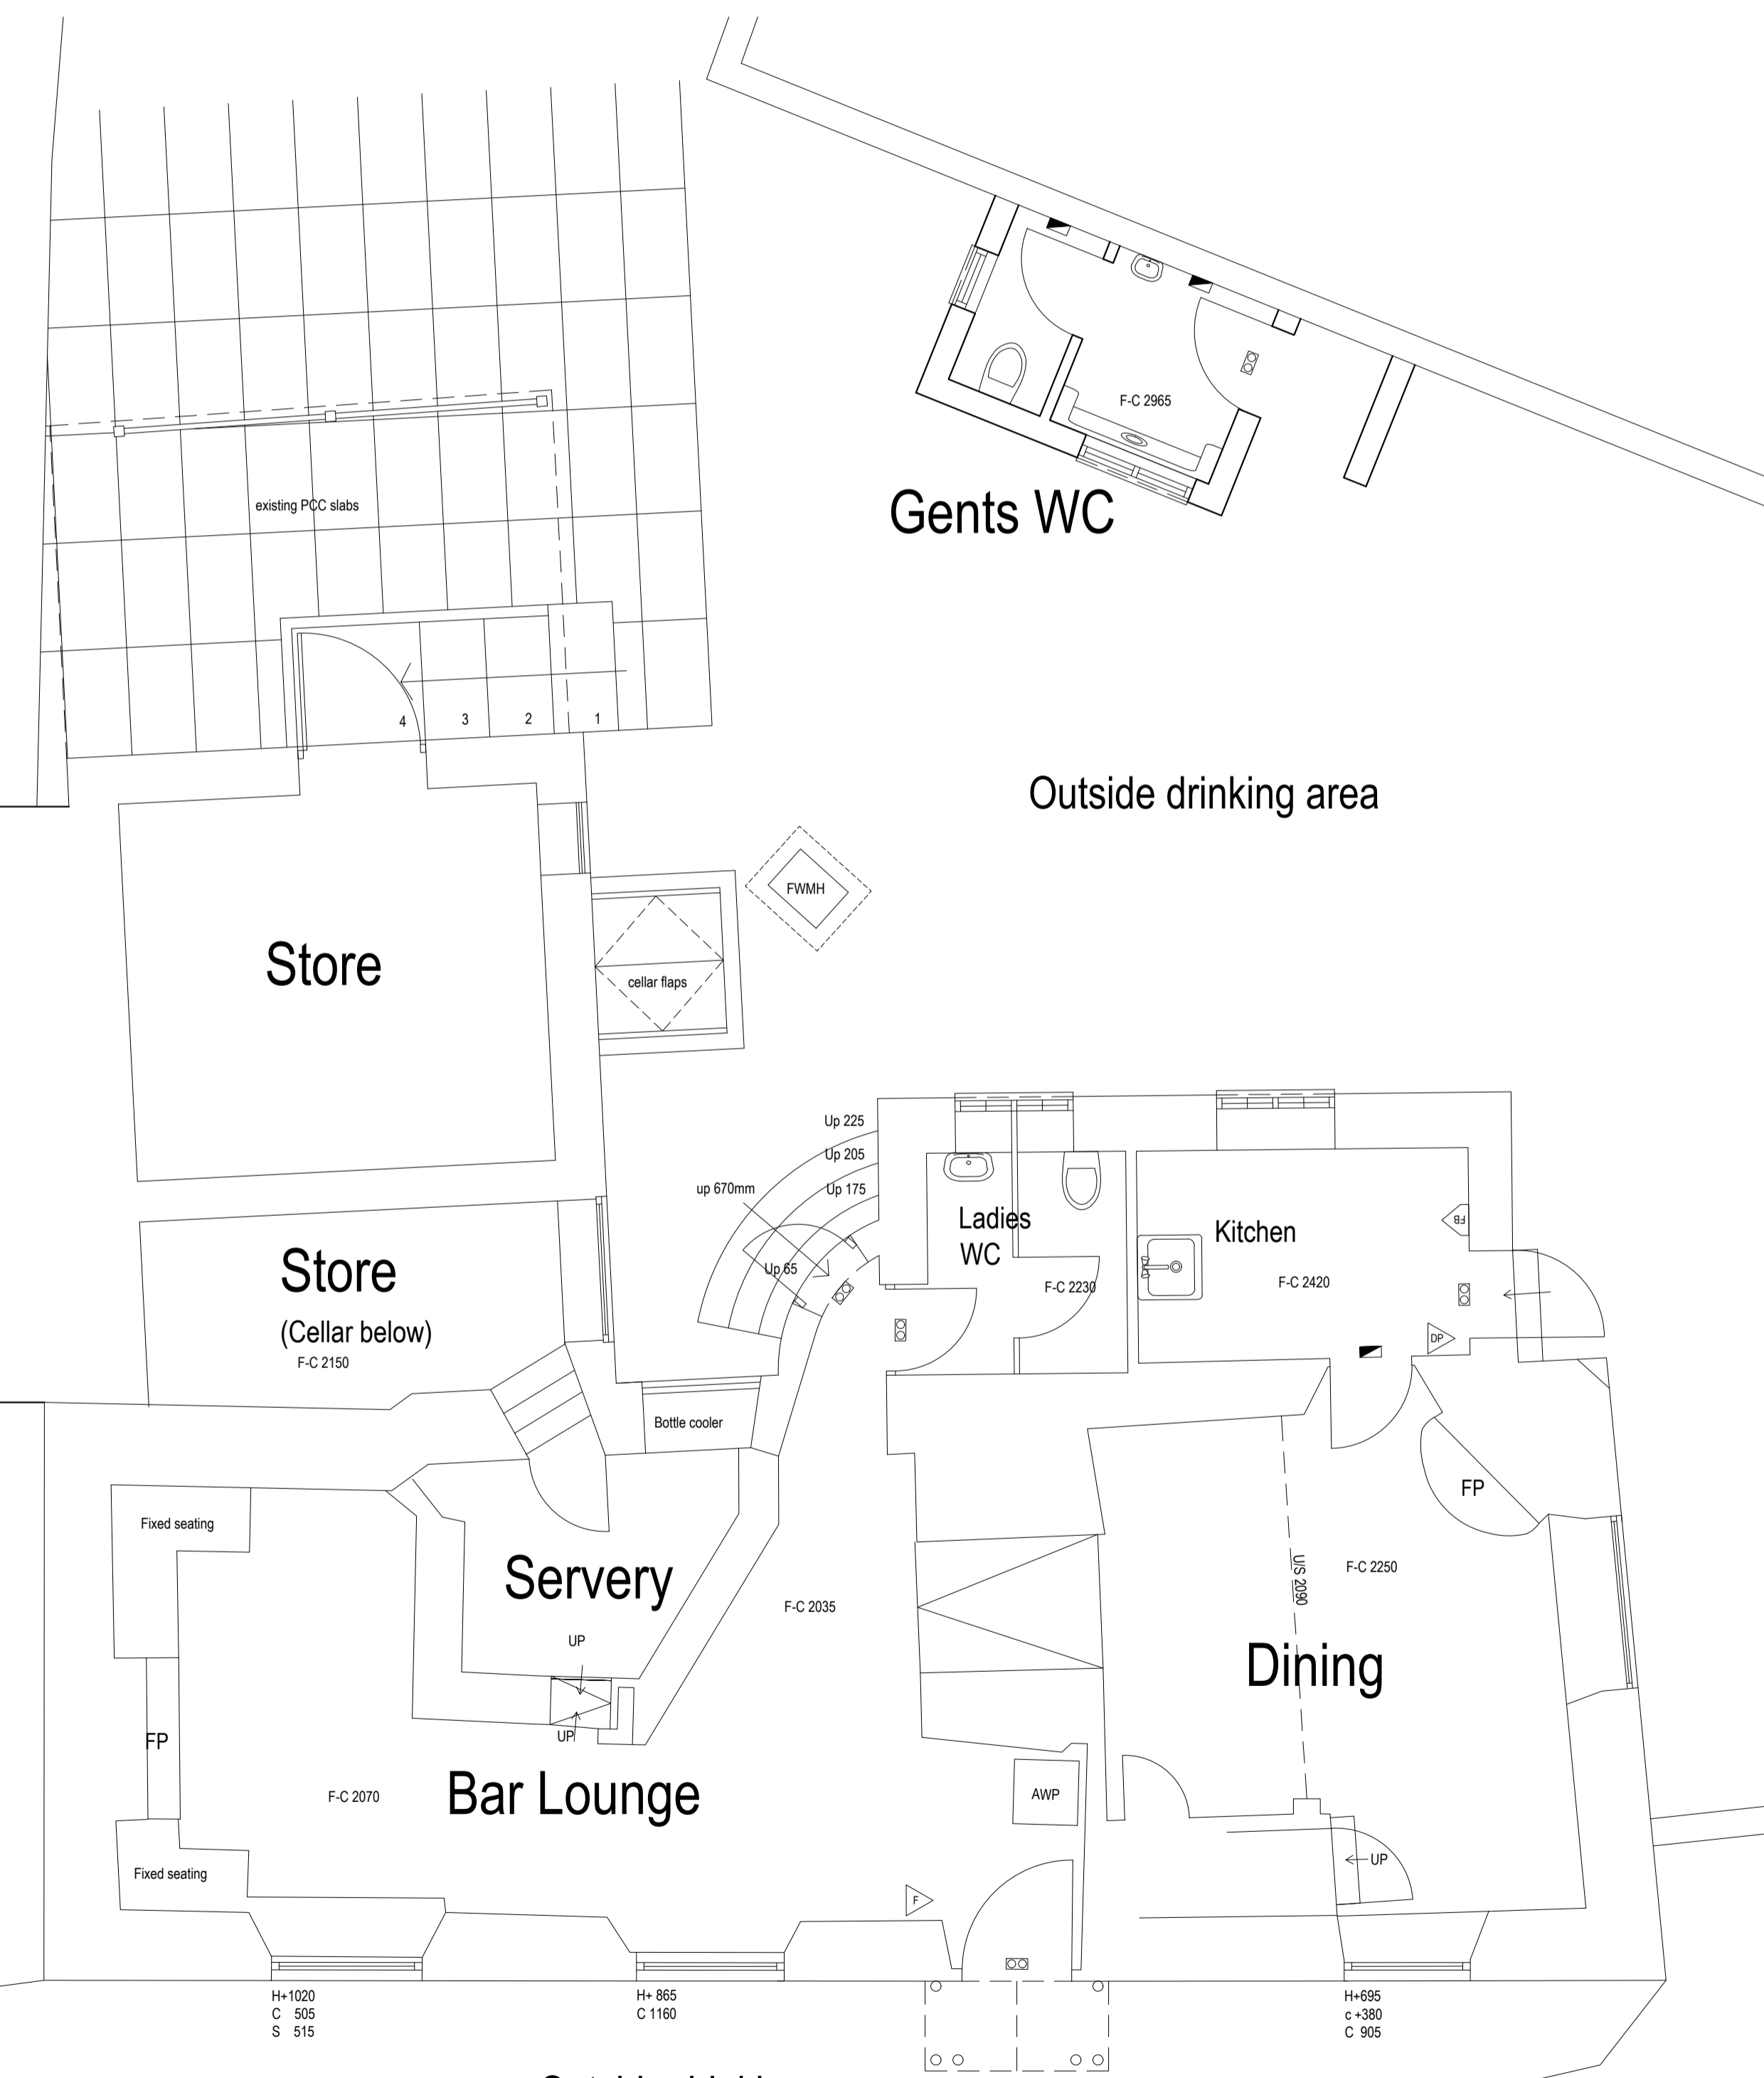 F-C 2965
Gents WC
existing PCC slabs
4
3
2
1
Outside drinking area
FWMH
Store
cellar flaps
Up 225
Up 205
Up 175
up 670mm
Up 65
Ladies
WC
F-C 2230
Kitchen
F-C 2420
FB
DP
Store
(Cellar below)
F-C 2150
Bottle cooler
Fixed seating
FP
Servery
UP
UP
F-C 2035
U/S 2090
F-C 2250
FP
Dining
Bar Lounge
F-C 2070
AWP
Fixed seating
F
UP
H+1020
C 505
S 515
H+ 865
C 1160
H+695
c +380
C 905